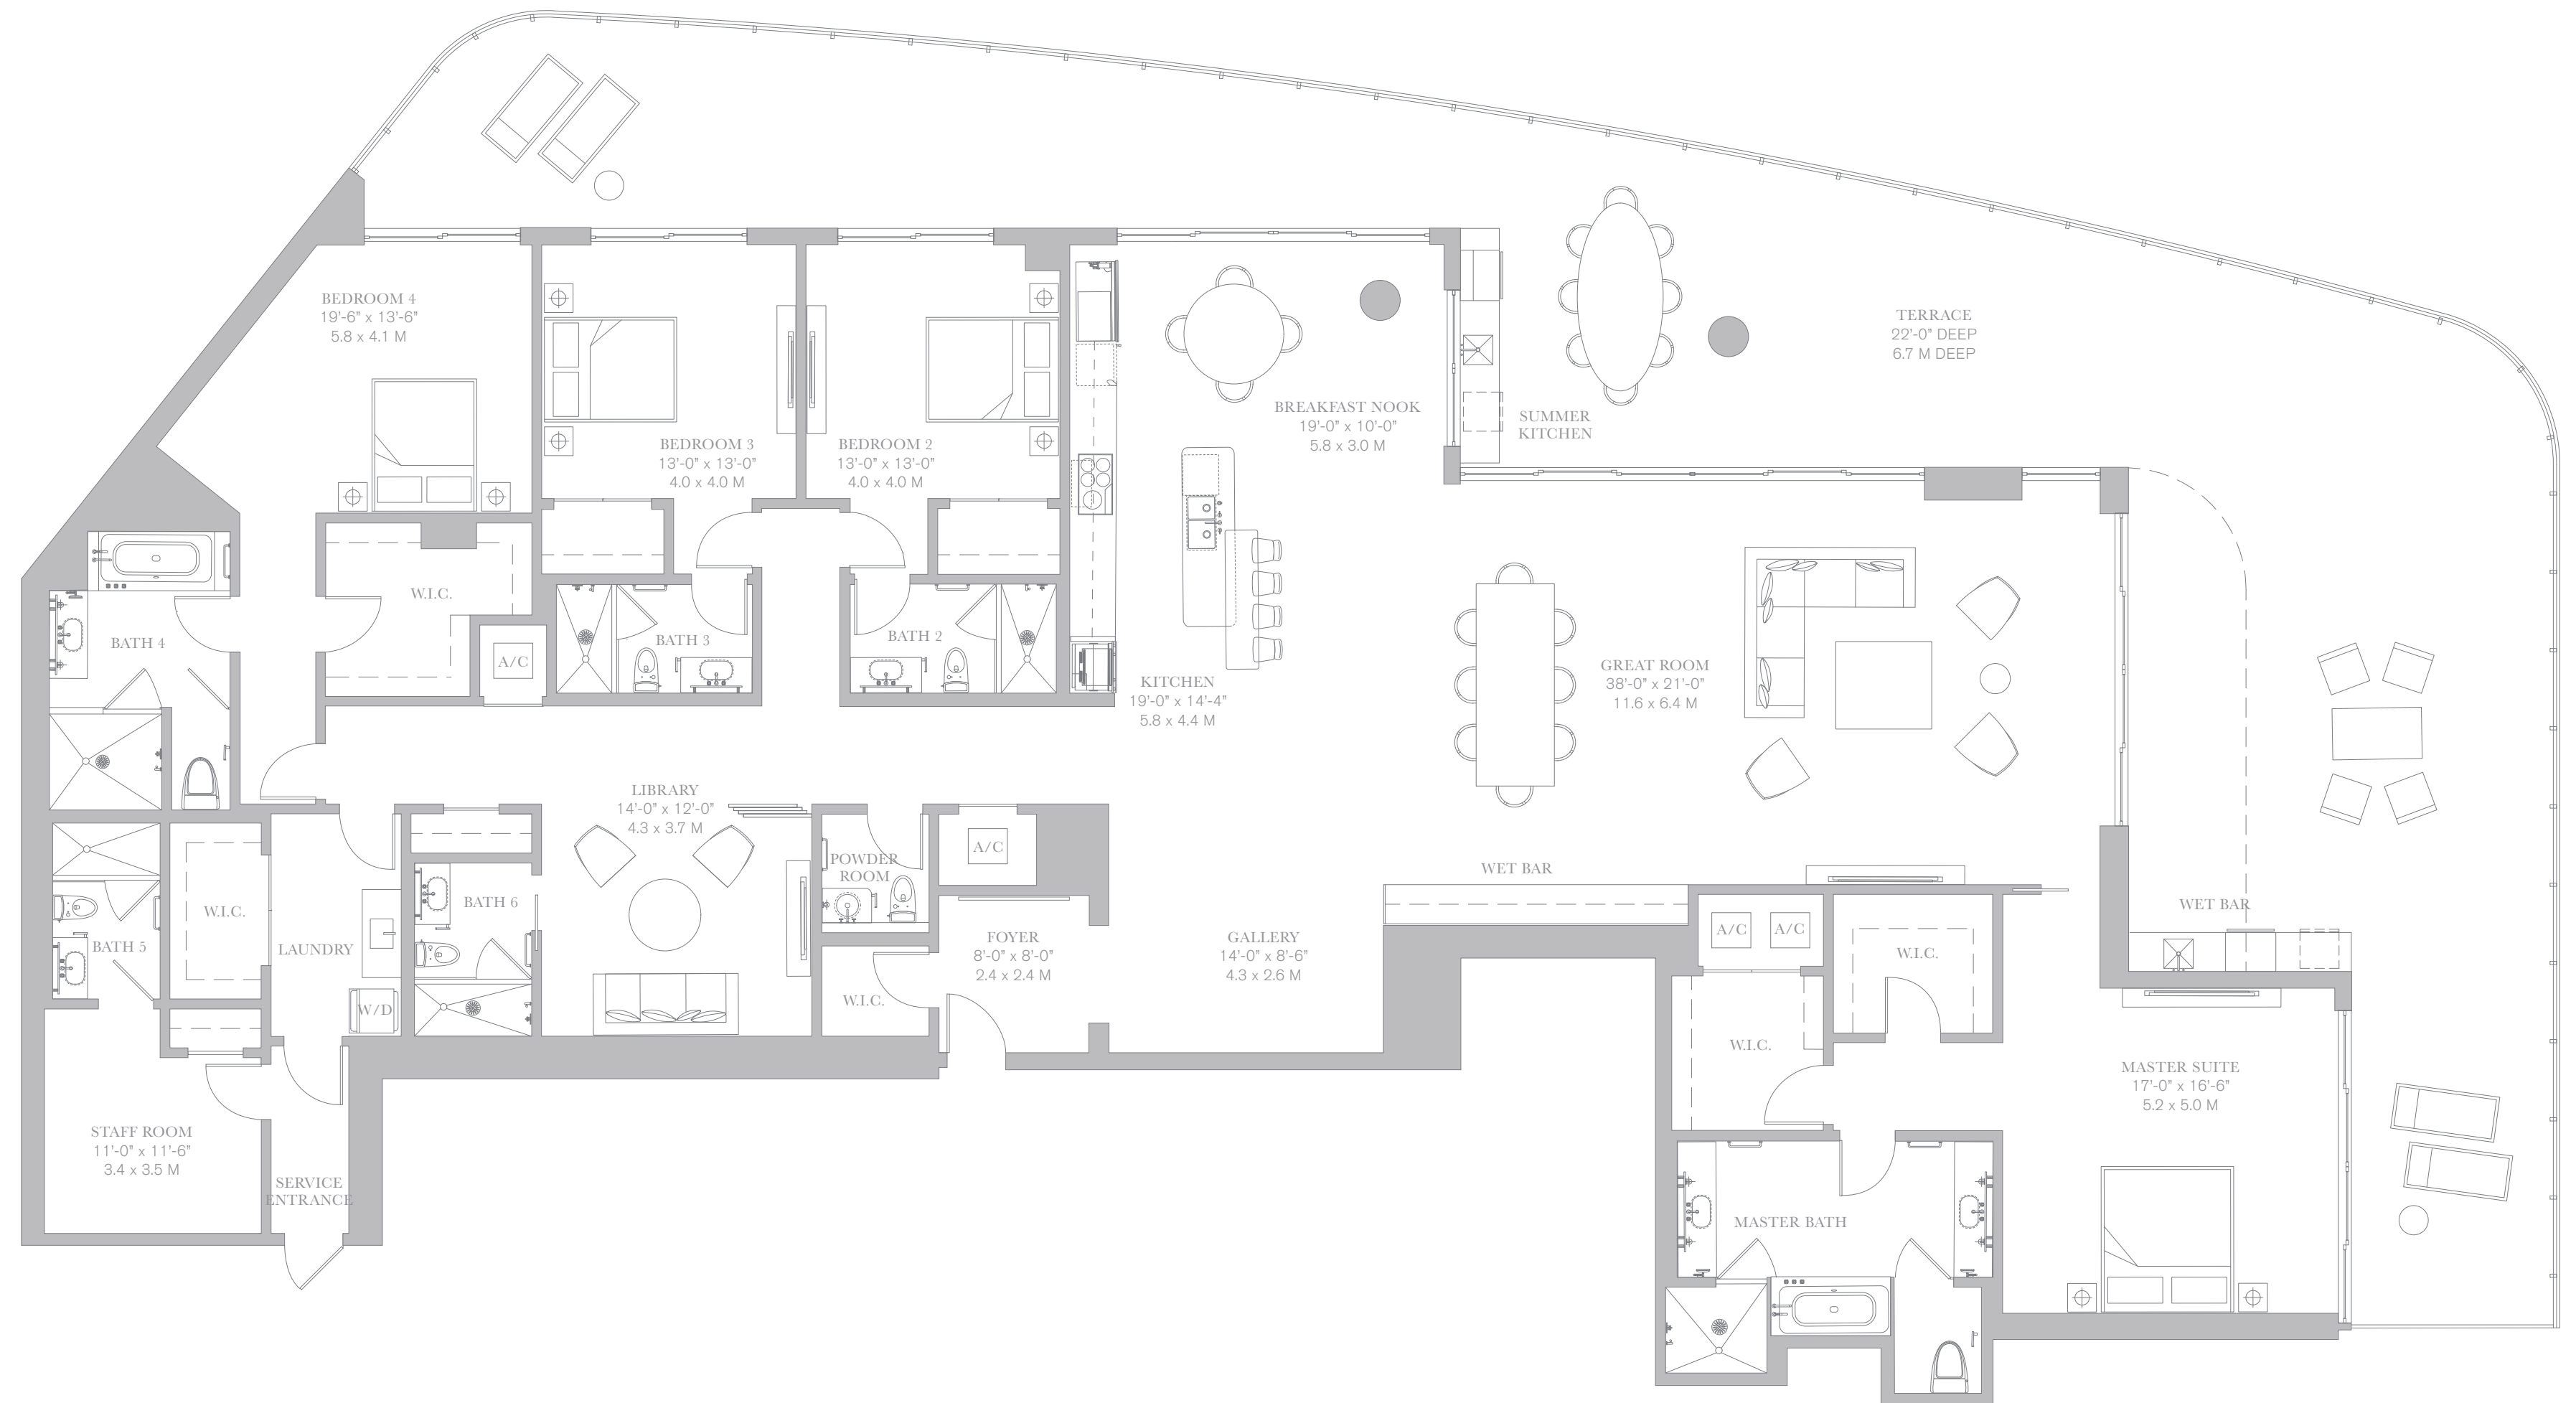 BEDROOM 4
19'-6" x 13'-6"
5.8 x 4.1 M
TERRACE
22'-0" DEEP
6.7 M DEEP
BREAKFAST NOOK
19'-0" x 10'-0"
5.8 x 3.0 M
SUMMER
KITCHEN
BEDROOM 3
13'-0" x 13'-0"
4.0 x 4.0 M
BEDROOM 2
13'-0" x 13'-0"
4.0 x 4.0 M
W.I.C.
BATH 4
A/C
BATH 3
BATH 2
KITCHEN
19'-0" x 14'-4"
5.8 x 4.4 M
GREAT ROOM
38'-0" x 21'-0"
11.6 x 6.4 M
LIBRARY
14'-0" x 12'-0"
4.3 x 3.7 M
POWDER
ROOM
A/C
WET BAR
WET BAR
W.I.C.
BATH 6
BATH 5
LAUNDRY
FOYER
8'-0" x 8'-0"
2.4 x 2.4 M
GALLERY
14'-0" x 8'-6"
4.3 x 2.6 M
A/C
A/C
W.I.C.
W/D
W.I.C.
W.I.C.
MASTER SUITE
17'-0" x 16'-6"
5.2 x 5.0 M
STAFF ROOM
11'-0" x 11'-6"
3.4 x 3.5 M
SERVICE
ENTRANCE
MASTER BATH